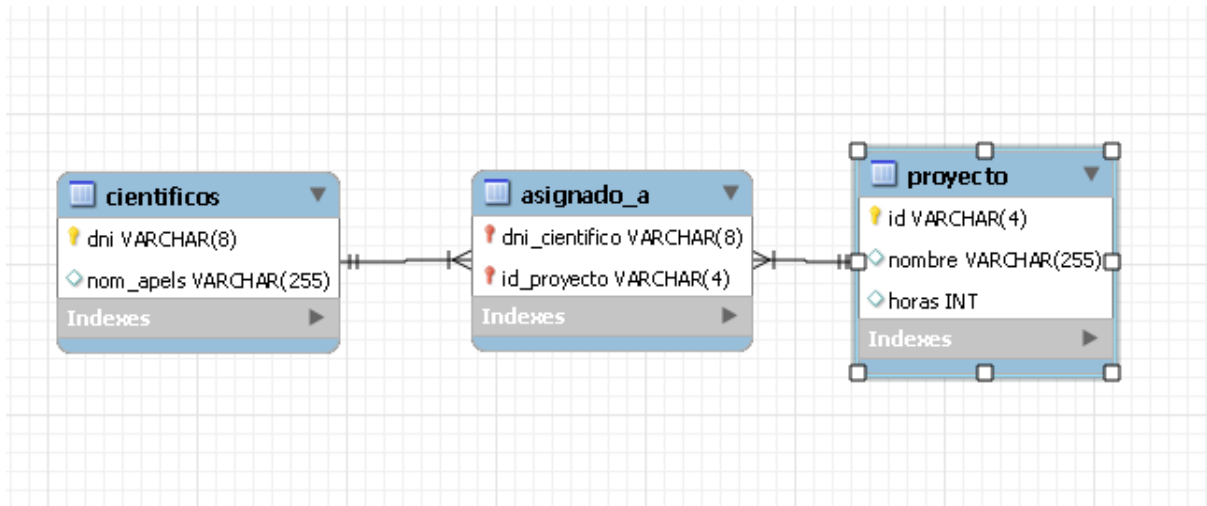 cientificos
dni VARCHAR(8)
nom_apels VARCHAR(255)
Indexes
asignado_a
dni_cientifico VARCHAR(8)
id_proyecto VARCHAR(4)
Indexes
proyecto
id VARCHAR(4)
nombre VARCHAR(255)
horas INT
Indexes